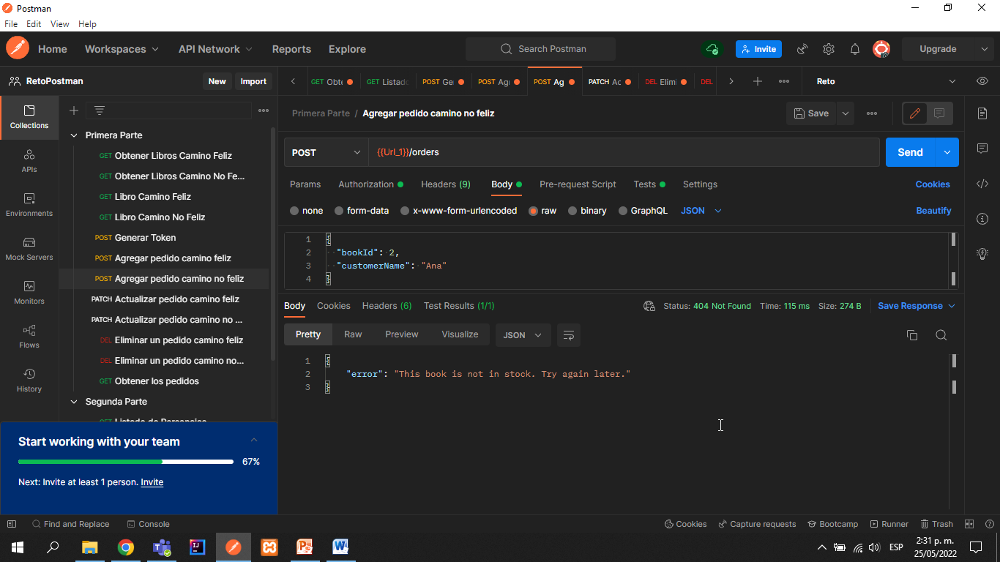 Postman
File Edit View Help
Home Workspaces API Network Reports Explore Search Postman Invite Upgrade
RetoPostman New Import
GET Obte GET Listado POST Ge POST Agr POST Ag PATCH Ac DEL Elimi DEL Reto
Primera Parte / Agregar pedido camino no feliz Save
POST {{Url_1}}/orders Send
Params Authorization Headers (9) Body Pre-request Script Tests Settings Cookies
none form-data x-www-form-urlencoded raw binary GraphQL JSON Beautify
1 {
2 "bookId": 2,
3 "customerName": "Ana"
4 }
Body Cookies Headers (6) Test Results (1/1) Status: 404 Not Found Time: 115 ms Size: 274 B Save Response
Pretty Raw Preview Visualize JSON
1 {
2 "error": "This book is not in stock. Try again later."
3 }
Collections
APIs
Environments
Mock Servers
Monitors
Flows
History
Primera Parte
GET Obtener Libros Camino Feliz
GET Obtener Libros Camino No Fe...
GET Libro Camino Feliz
GET Libro Camino No Feliz
POST Generar Token
POST Agregar pedido camino feliz
POST Agregar pedido camino no feliz
PATCH Actualizar pedido camino feliz
PATCH Actualizar pedido camino no ...
DEL Eliminar un pedido camino feliz
DEL Eliminar un pedido camino no...
GET Obtener los pedidos
Segunda Parte
GET Listado de Personajes
Start working with your team
67%
Next: Invite at least 1 person. Invite
Find and Replace Console Cookies Capture requests Bootcamp Runner Trash
ESP
2:31 p. m.
25/05/2022